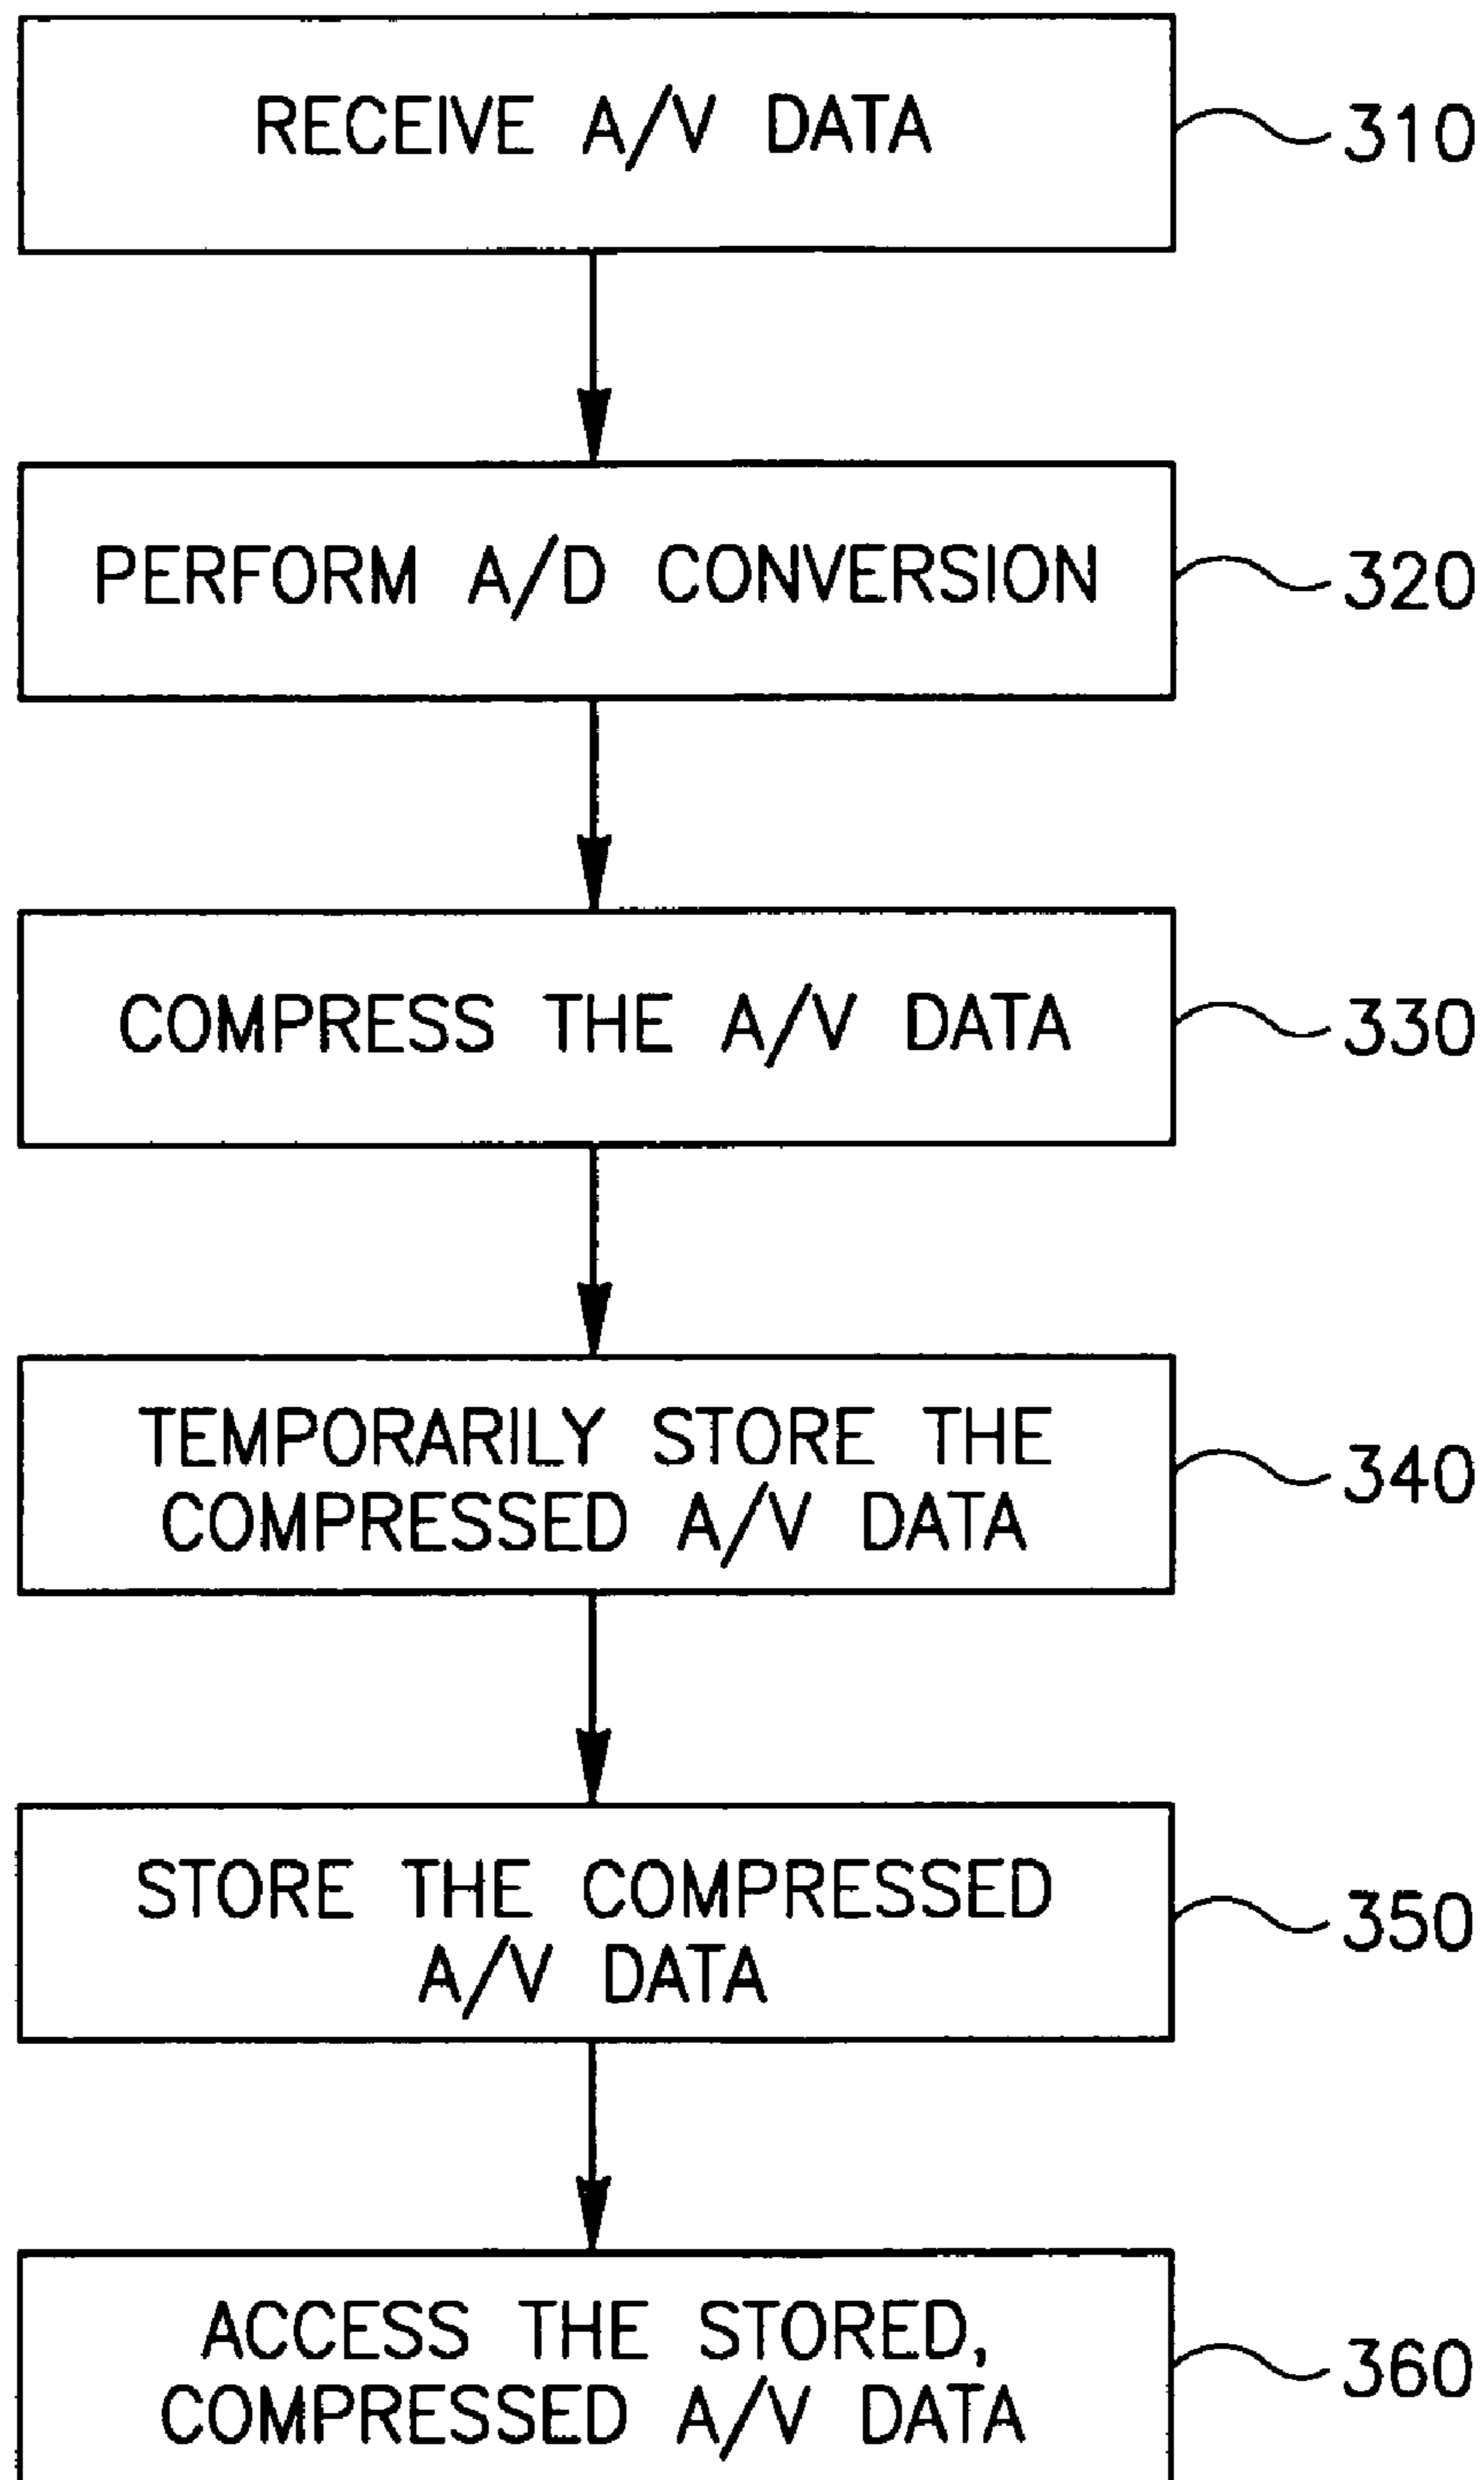 RECEIVE A/V DATA
310
PERFORM A/D CONVERSION
320
COMPRESS THE A/V DATA
330
TEMPORARILY STORE THE
COMPRESSED A/V DATA
340
STORE THE COMPRESSED
A/V DATA
350
ACCESS THE STORED,
COMPRESSED A/V DATA
360